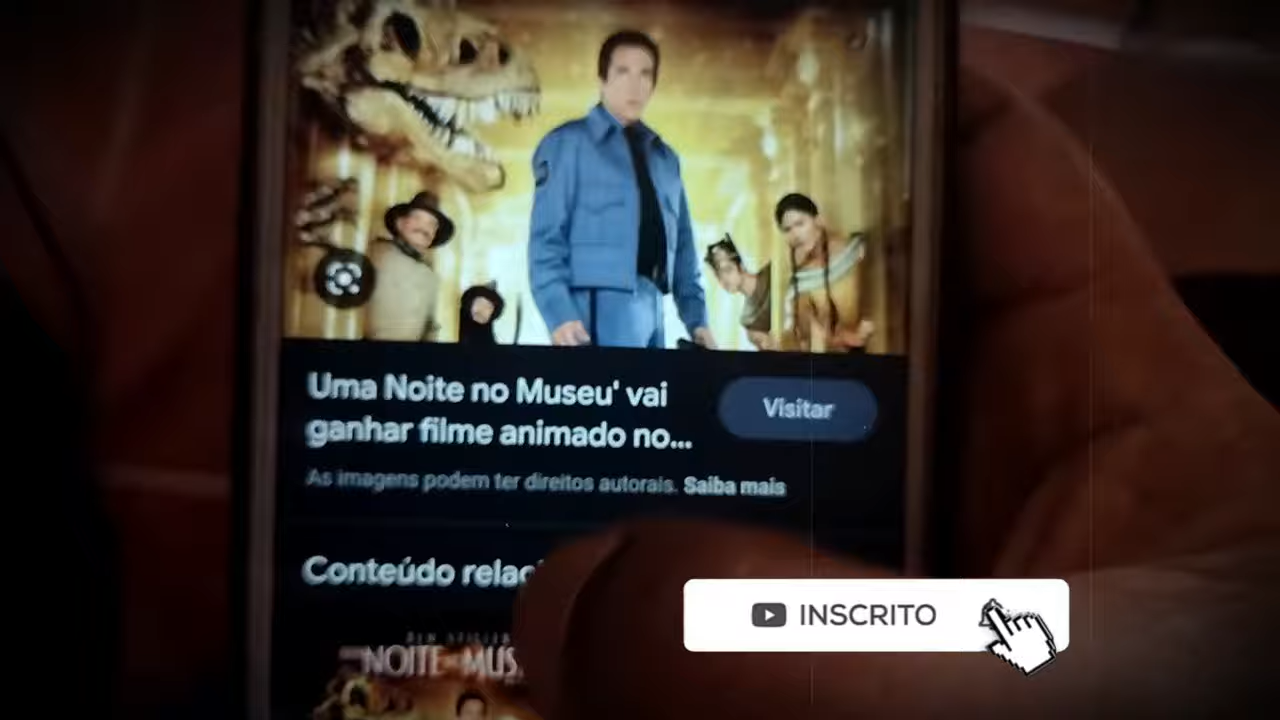 Uma Noite no Museu' vai
ganhar filme animado no...
Visitar
As imagens podem ter direitos autorais. Saiba mais
Conteúdo relac
NOITE MUS
INSCRITO